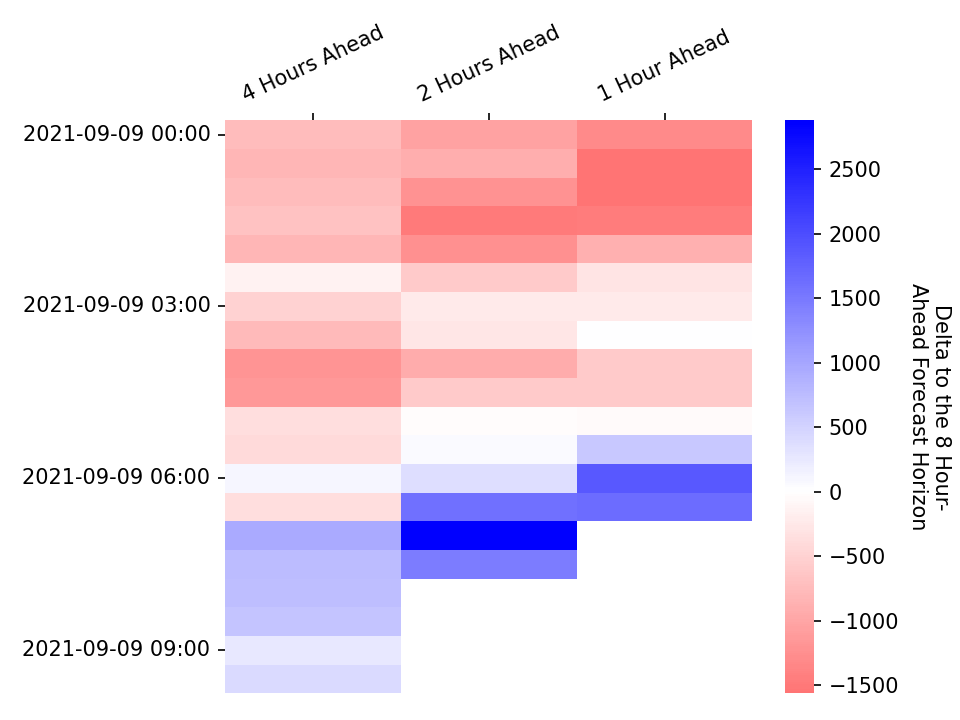 4 Hours Ahead
2 Hours Ahead
1 Hour Ahead
2021-09-09 00:00
2021-09-09 03:00
2021-09-09 06:00
2021-09-09 09:00
2500
2000
1500
1000
500
0
−500
−1000
−1500
Delta to the 8 Hour-
Ahead Forecast Horizon